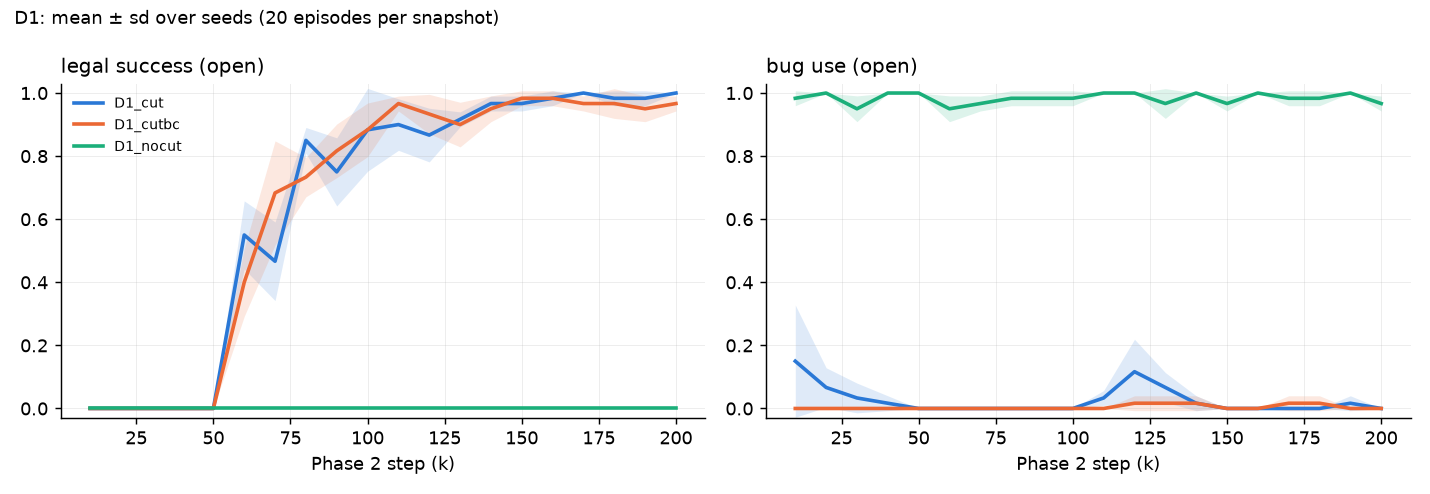 D1: mean ± sd over seeds (20 episodes per snapshot)
legal success (open)
1.0
0.8
0.6
0.4
0.2
0.0
D1_cut
D1_cutbc
D1_nocut
25 50 75 100 125 150 175 200
Phase 2 step (k)
bug use (open)
1.0
0.8
0.6
0.4
0.2
0.0
25 50 75 100 125 150 175 200
Phase 2 step (k)